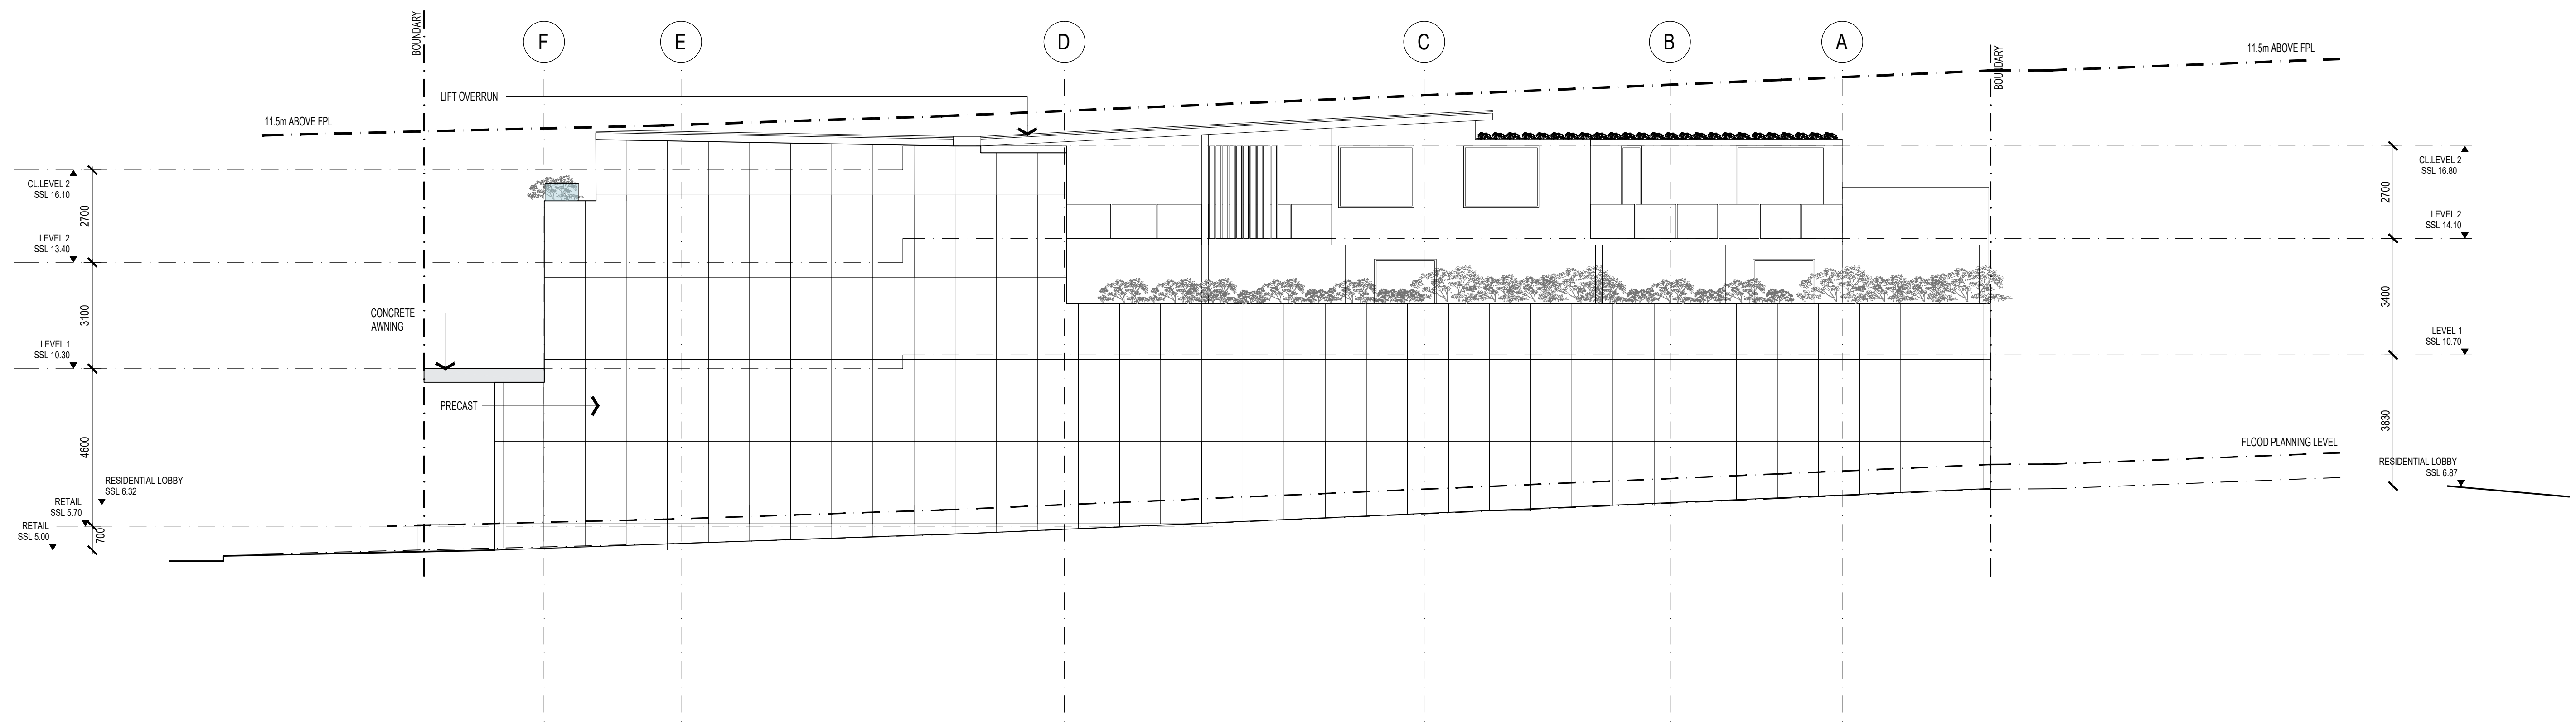 BOUNDARY
F
E
D
C
B
A
BOUNDARY
11.5m ABOVE FPL
LIFT OVERRUN
11.5m ABOVE FPL
CL.LEVEL 2
SSL 16.10
2700
LEVEL 2
SSL 13.40
3100
CONCRETE
AWNING
LEVEL 1
SSL 10.30
PRECAST
4600
RESIDENTIAL LOBBY
SSL 6.32
RETAIL
SSL 5.70
RETAIL
SSL 5.00
700
CL.LEVEL 2
SSL 16.80
2700
LEVEL 2
SSL 14.10
3400
LEVEL 1
SSL 10.70
3830
FLOOD PLANNING LEVEL
RESIDENTIAL LOBBY
SSL 6.87